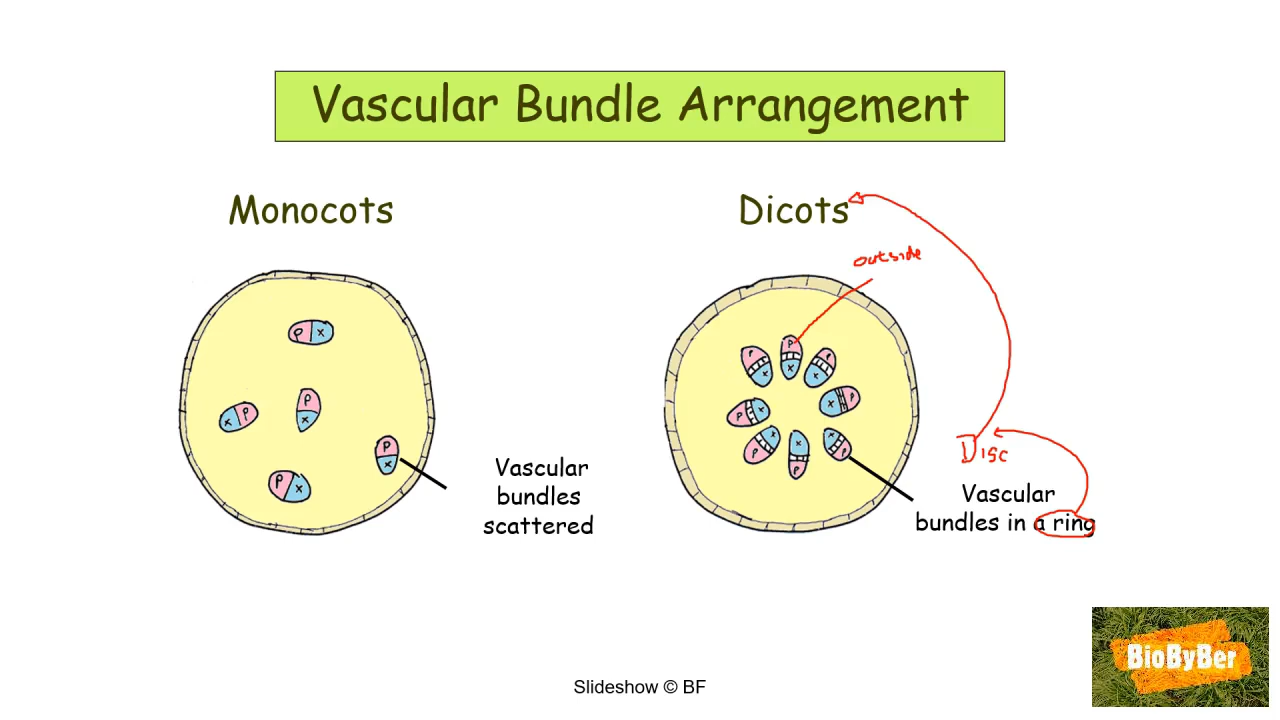 Vascular Bundle Arrangement
Monocots
Dicots
outside
P X
P
X
X P
P
X
P X
P
X
P
X
P
X
P
X
X P
P X
X
P
X
P
X
P
Disc
Vascular
bundles
scattered
Vascular
bundles in a ring
BioByBer
Slideshow © BF